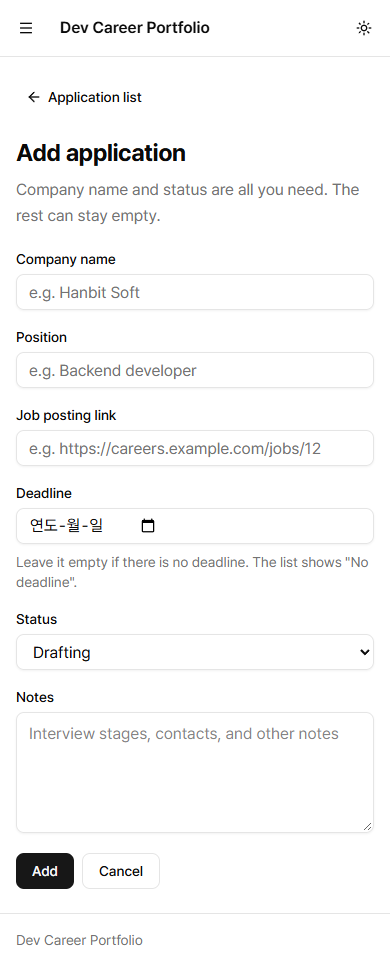 Dev Career Portfolio
Application list
Add application
Company name and status are all you need. The
rest can stay empty.
Company name
e.g. Hanbit Soft
Position
e.g. Backend developer
Job posting link
e.g. https://careers.example.com/jobs/12
Deadline
연도-월-일
Leave it empty if there is no deadline. The list shows "No
deadline".
Status
Drafting
Notes
Interview stages, contacts, and other notes
Add
Cancel
Dev Career Portfolio